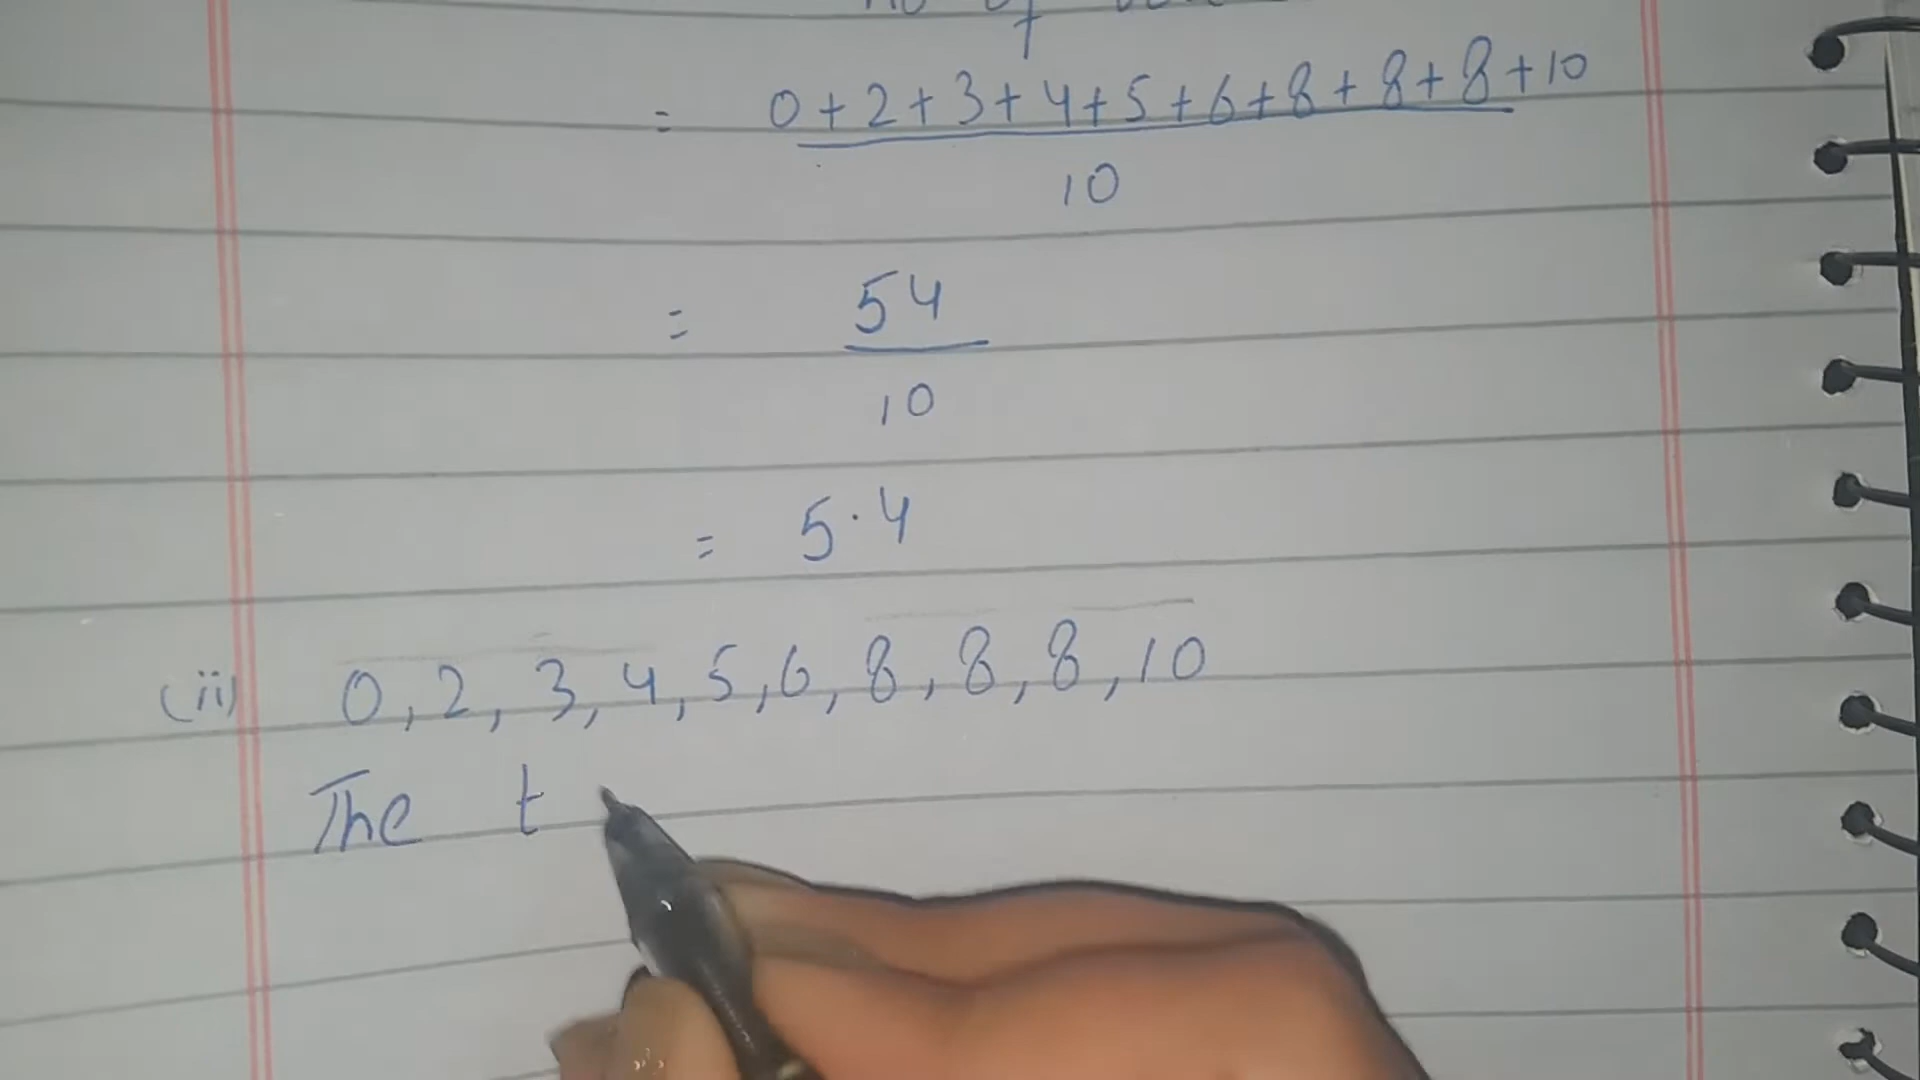 = 0+2+3+4+5+6+8+8+8+10
10
= 54
10
= 5.4
(ii) 0, 2, 3, 4, 5, 6, 8, 8, 8, 10
The t